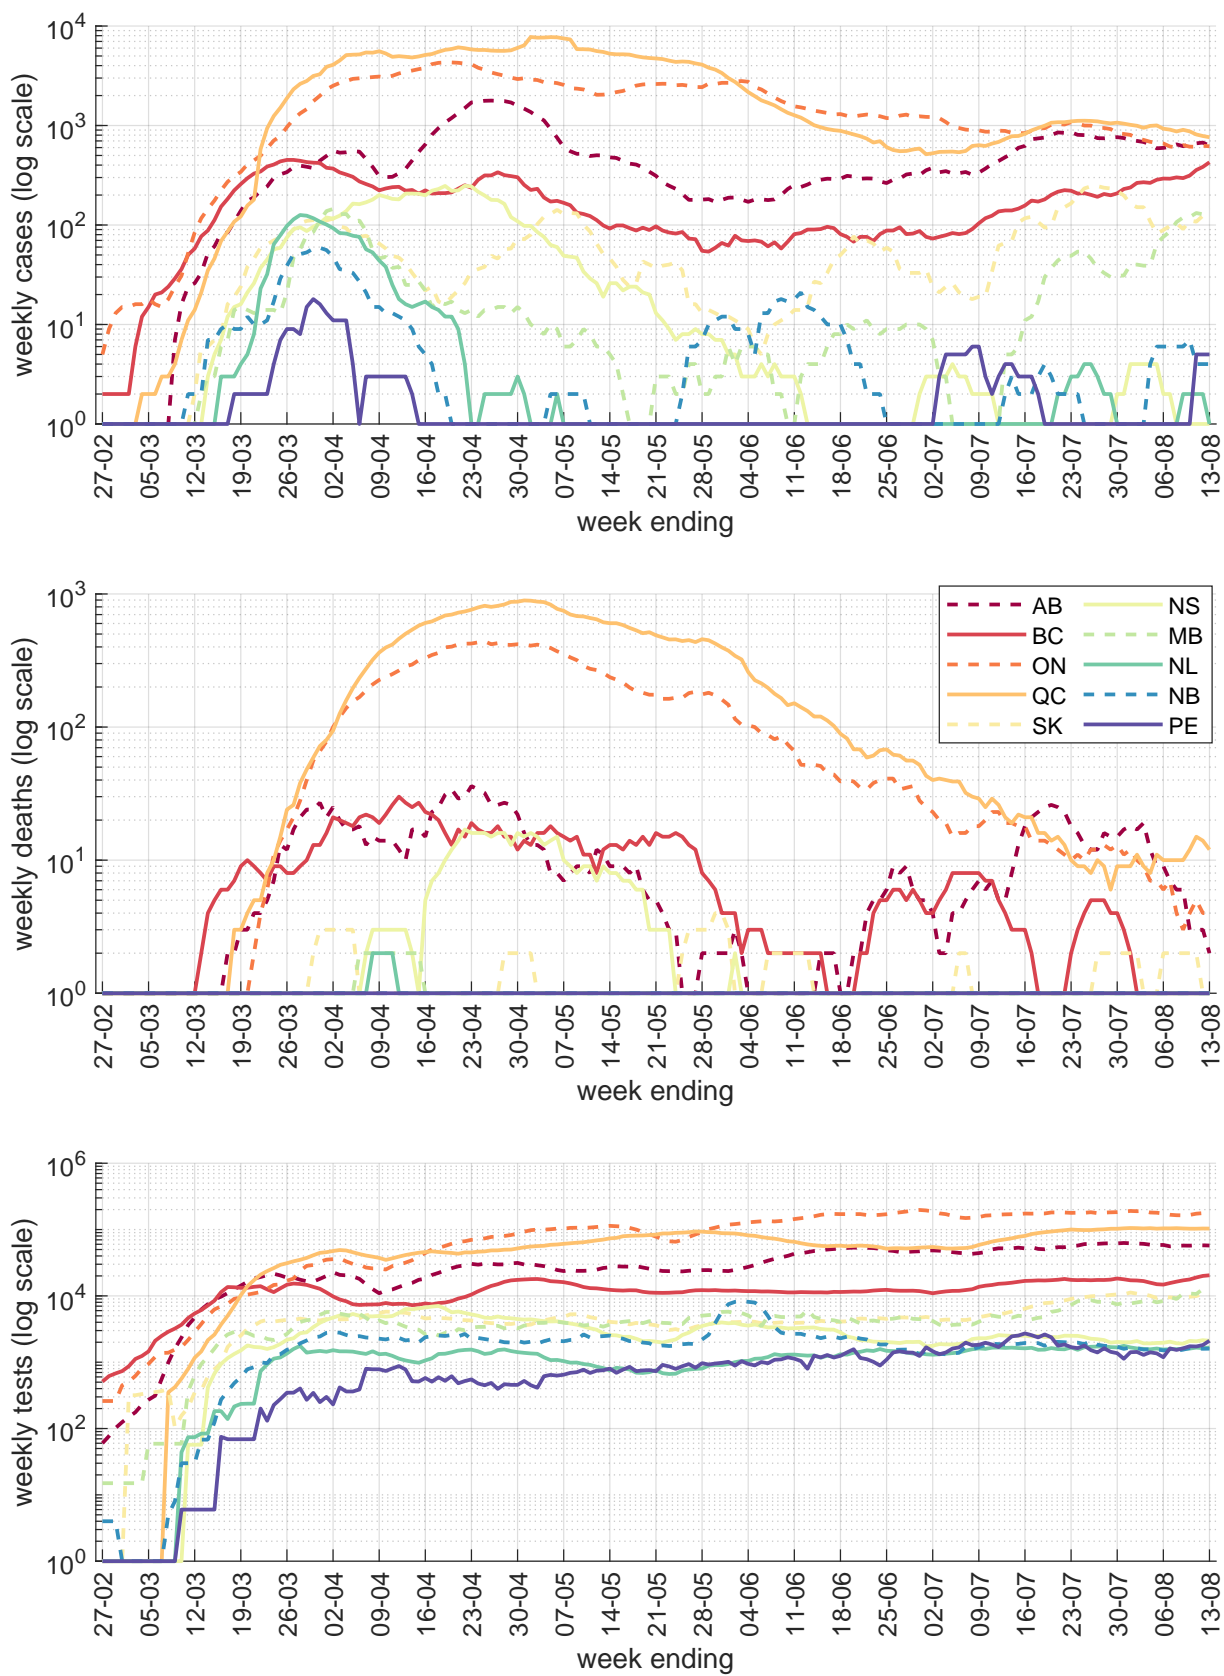 weekly cases (log scale)
10^4
10^3
10^2
10^1
10^0
27-02 05-03 12-03 19-03 26-03 02-04 09-04 16-04 23-04 30-04 07-05 14-05 21-05 28-05 04-06 11-06 18-06 25-06 02-07 09-07 16-07 23-07 30-07 06-08 13-08
week ending
weekly deaths (log scale)
10^3
10^2
10^1
10^0
AB NS
BC MB
ON NL
QC NB
SK PE
27-02 05-03 12-03 19-03 26-03 02-04 09-04 16-04 23-04 30-04 07-05 14-05 21-05 28-05 04-06 11-06 18-06 25-06 02-07 09-07 16-07 23-07 30-07 06-08 13-08
week ending
weekly tests (log scale)
10^6
10^4
10^2
10^0
27-02 05-03 12-03 19-03 26-03 02-04 09-04 16-04 23-04 30-04 07-05 14-05 21-05 28-05 04-06 11-06 18-06 25-06 02-07 09-07 16-07 23-07 30-07 06-08 13-08
week ending